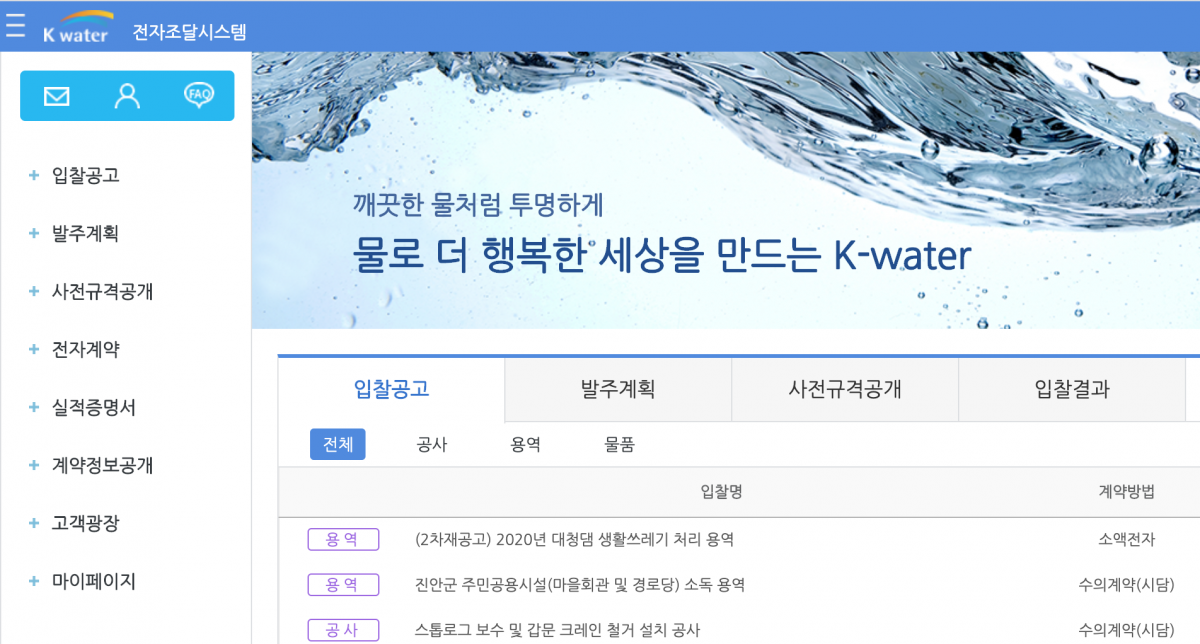 K water 전자조달시스템
FAQ
입찰공고
발주계획
사전규격공개
전자계약
실적증명서
계약정보공개
고객광장
마이페이지
깨끗한 물처럼 투명하게
물로 더 행복한 세상을 만드는 K-water
입찰공고 발주계획 사전규격공개 입찰결과
전체 공사 용역 물품
입찰명 계약방법
용역 (2차재공고) 2020년 대청댐 생활쓰레기 처리 용역 소액전자
용역 진안군 주민공용시설(마을회관 및 경로당) 소독 용역 수의계약(시담)
공사 스톱로그 보수 및 갑문 크레인 철거 설치 공사 수의계약(시담)